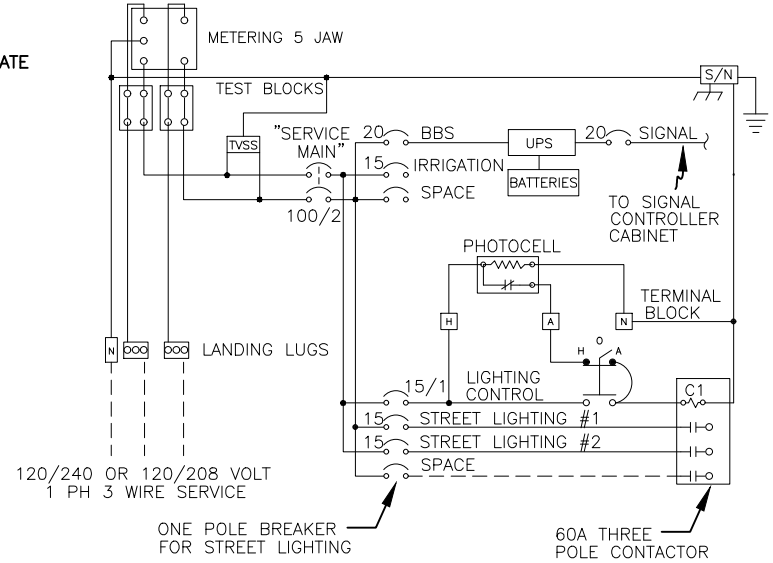 METERING 5 JAW
ATE
S/N
TEST BLOCKS
"SERVICE
MAIN"
TVSS
20
BBS
UPS
20
SIGNAL
15
IRRIGATION
BATTERIES
SPACE
100/2
TO SIGNAL
CONTROLLER
CABINET
PHOTOCELL
TERMINAL
BLOCK
H
A
N
N
OOO
OOO
LANDING LUGS
H
O
A
15/1
LIGHTING
CONTROL
C1
15
STREET LIGHTING #1
15
STREET LIGHTING #2
SPACE
120/240 OR 120/208 VOLT
1 PH 3 WIRE SERVICE
ONE POLE BREAKER
FOR STREET LIGHTING
60A THREE
POLE CONTACTOR